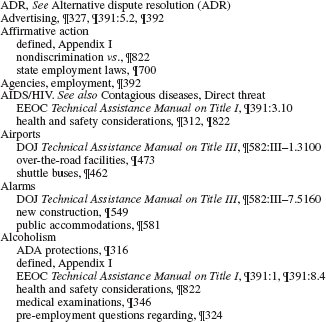 ADR, See Alternative dispute resolution (ADR)
Advertising, ¶327, ¶391:5.2, ¶392
Affirmative action
defined, Appendix I
nondiscrimination vs., ¶822
state employment laws, ¶700
Agencies, employment, ¶392
AIDS/HIV. See also Contagious diseases, Direct threat
EEOC Technical Assistance Manual on Title I, ¶391:3.10
health and safety considerations, ¶312, ¶822
Airports
DOJ Technical Assistance Manual on Title III, ¶582:III–1.3100
over-the-road facilities, ¶473
shuttle buses, ¶462
Alarms
DOJ Technical Assistance Manual on Title III, ¶582:III–7.5160
new construction, ¶549
public accommodations, ¶581
Alcoholism
ADA protections, ¶316
defined, Appendix I
EEOC Technical Assistance Manual on Title I, ¶391:1, ¶391:8.4
health and safety considerations, ¶822
medical examinations, ¶346
pre-employment questions regarding, ¶324